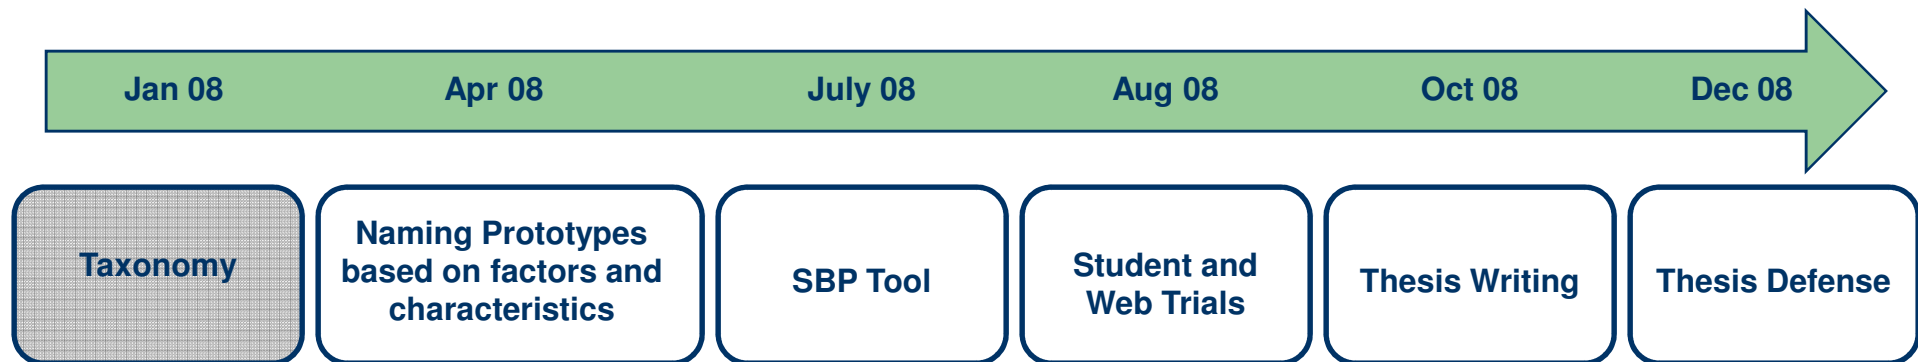 Jan 08 Apr 08 July 08 Aug 08 Oct 08 Dec 08
Taxonomy
Naming Prototypes
based on factors and
characteristics
SBP Tool
Student and
Web Trials
Thesis Writing
Thesis Defense